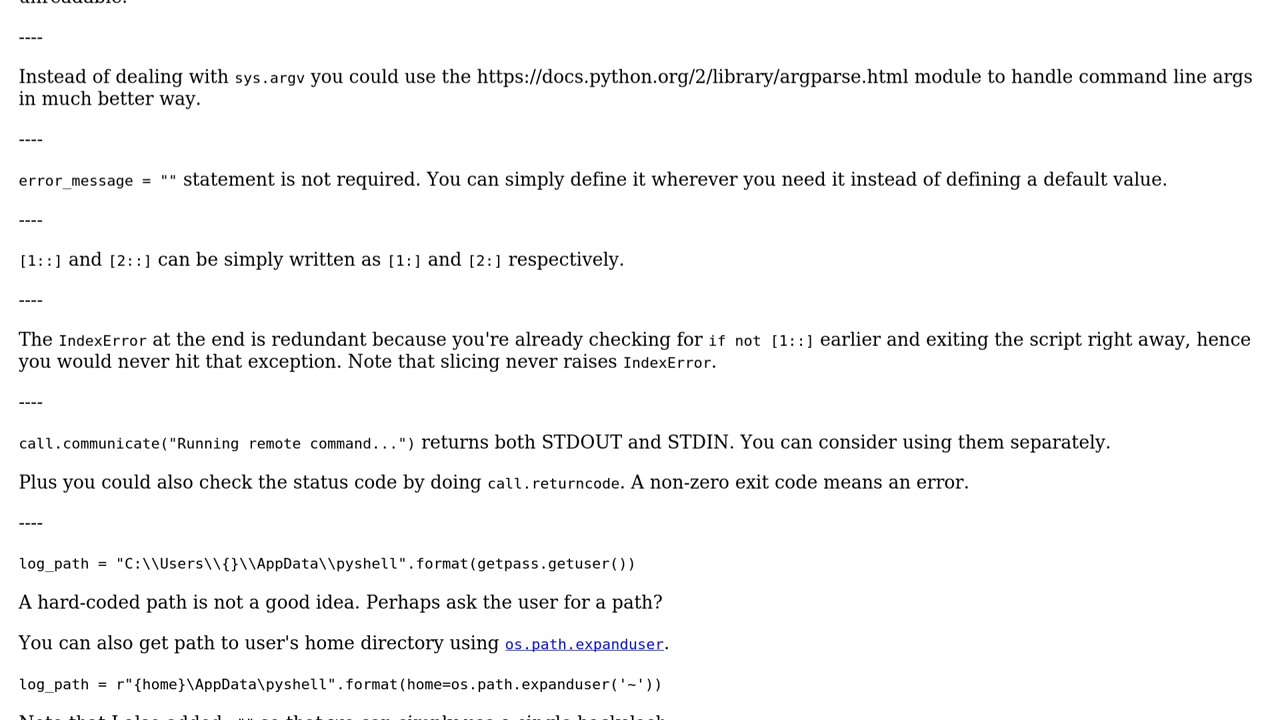 unreadable.
----
Instead of dealing with sys.argv you could use the https://docs.python.org/2/library/argparse.html module to handle command line args
in much better way.
----
error_message = "" statement is not required. You can simply define it wherever you need it instead of defining a default value.
----
[1::] and [2::] can be simply written as [1:] and [2:] respectively.
----
The IndexError at the end is redundant because you're already checking for if not [1::] earlier and exiting the script right away, hence
you would never hit that exception. Note that slicing never raises IndexError.
----
call.communicate("Running remote command...") returns both STDOUT and STDIN. You can consider using them separately.
Plus you could also check the status code by doing call.returncode. A non-zero exit code means an error.
----
log_path = "C:\\Users\\{}\\AppData\\pyshell".format(getpass.getuser())
A hard-coded path is not a good idea. Perhaps ask the user for a path?
You can also get path to user's home directory using os.path.expanduser.
log_path = r"{home}\AppData\pyshell".format(home=os.path.expanduser('~'))
Note that I also added r"" so that we can simply use a single backslash.